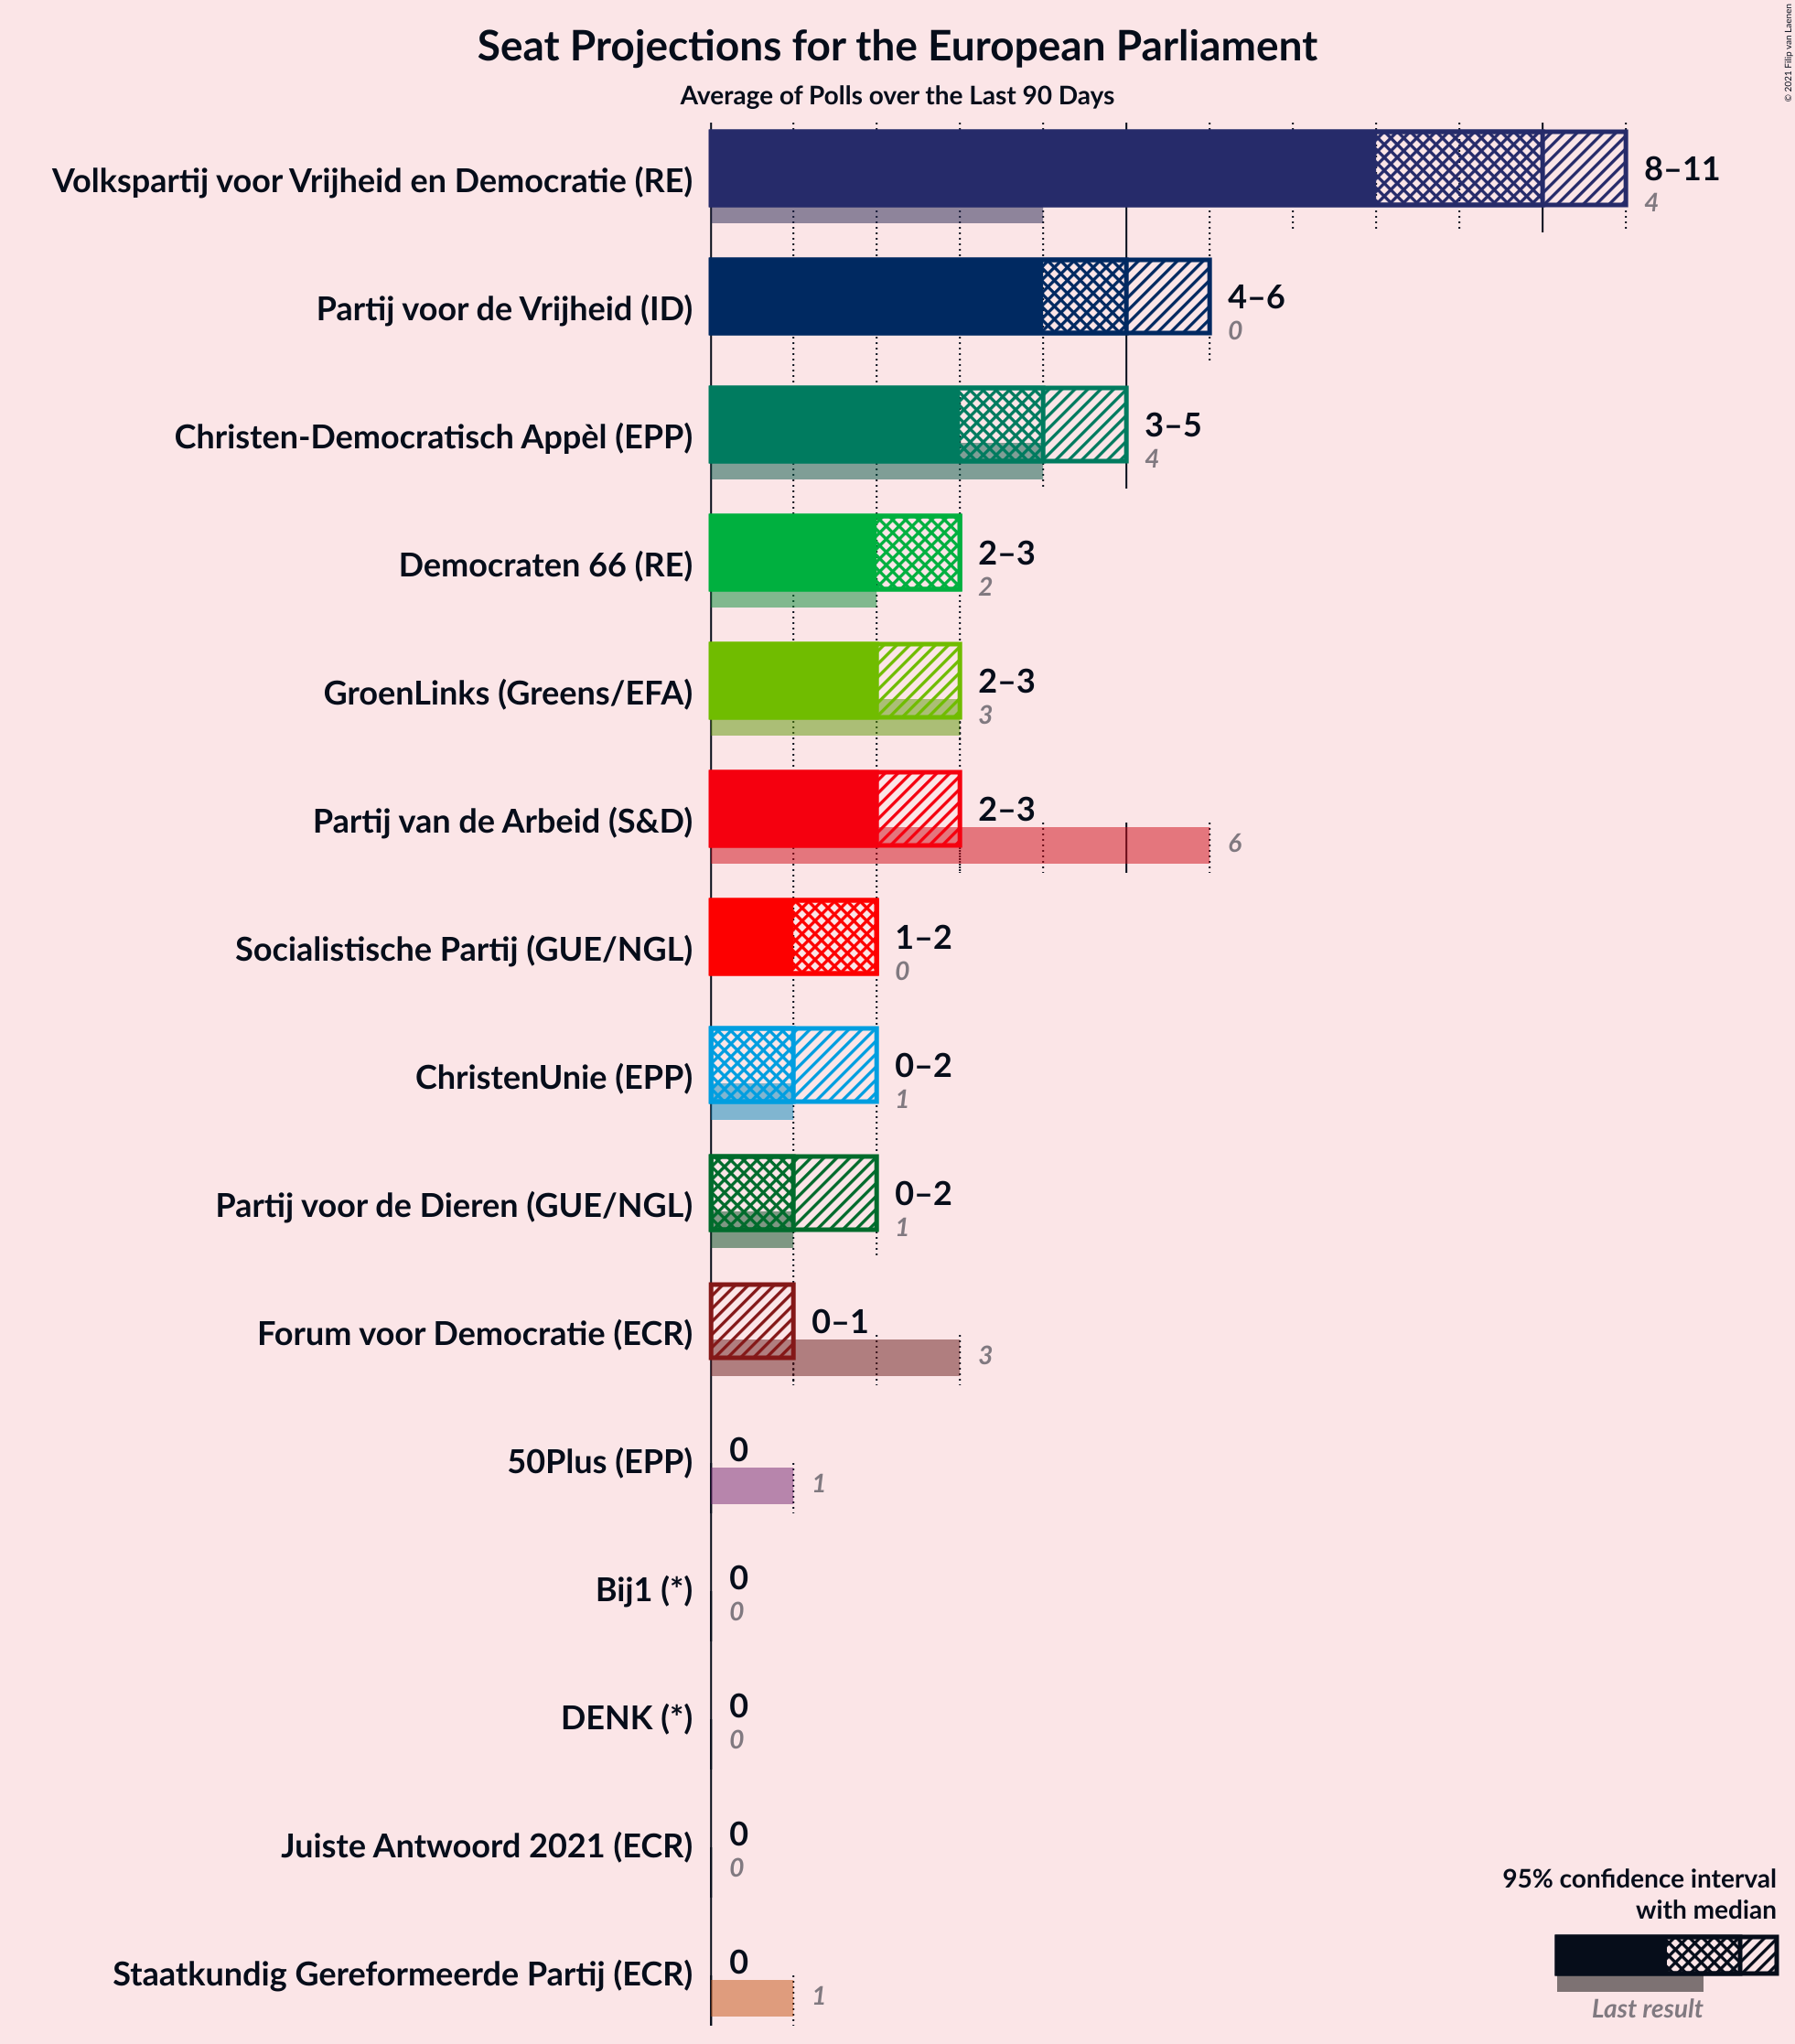 Seat Projections for the European Parliament
Average of Polls over the Last 90 Days
© 2021 Filip van Laenen
Volkspartij voor Vrijheid en Democratie (RE)
8–11
4
Partij voor de Vrijheid (ID)
4–6
0
Christen-Democratisch Appèl (EPP)
3–5
4
Democraten 66 (RE)
2–3
2
GroenLinks (Greens/EFA)
2–3
3
Partij van de Arbeid (S&D)
2–3
6
Socialistische Partij (GUE/NGL)
1–2
0
ChristenUnie (EPP)
0–2
1
Partij voor de Dieren (GUE/NGL)
0–2
1
Forum voor Democratie (ECR)
0–1
3
50Plus (EPP)
0
1
Bij1 (*)
0
0
DENK (*)
0
0
Juiste Antwoord 2021 (ECR)
0
0
Staatkundig Gereformeerde Partij (ECR)
0
1
95% confidence interval
with median
Last result